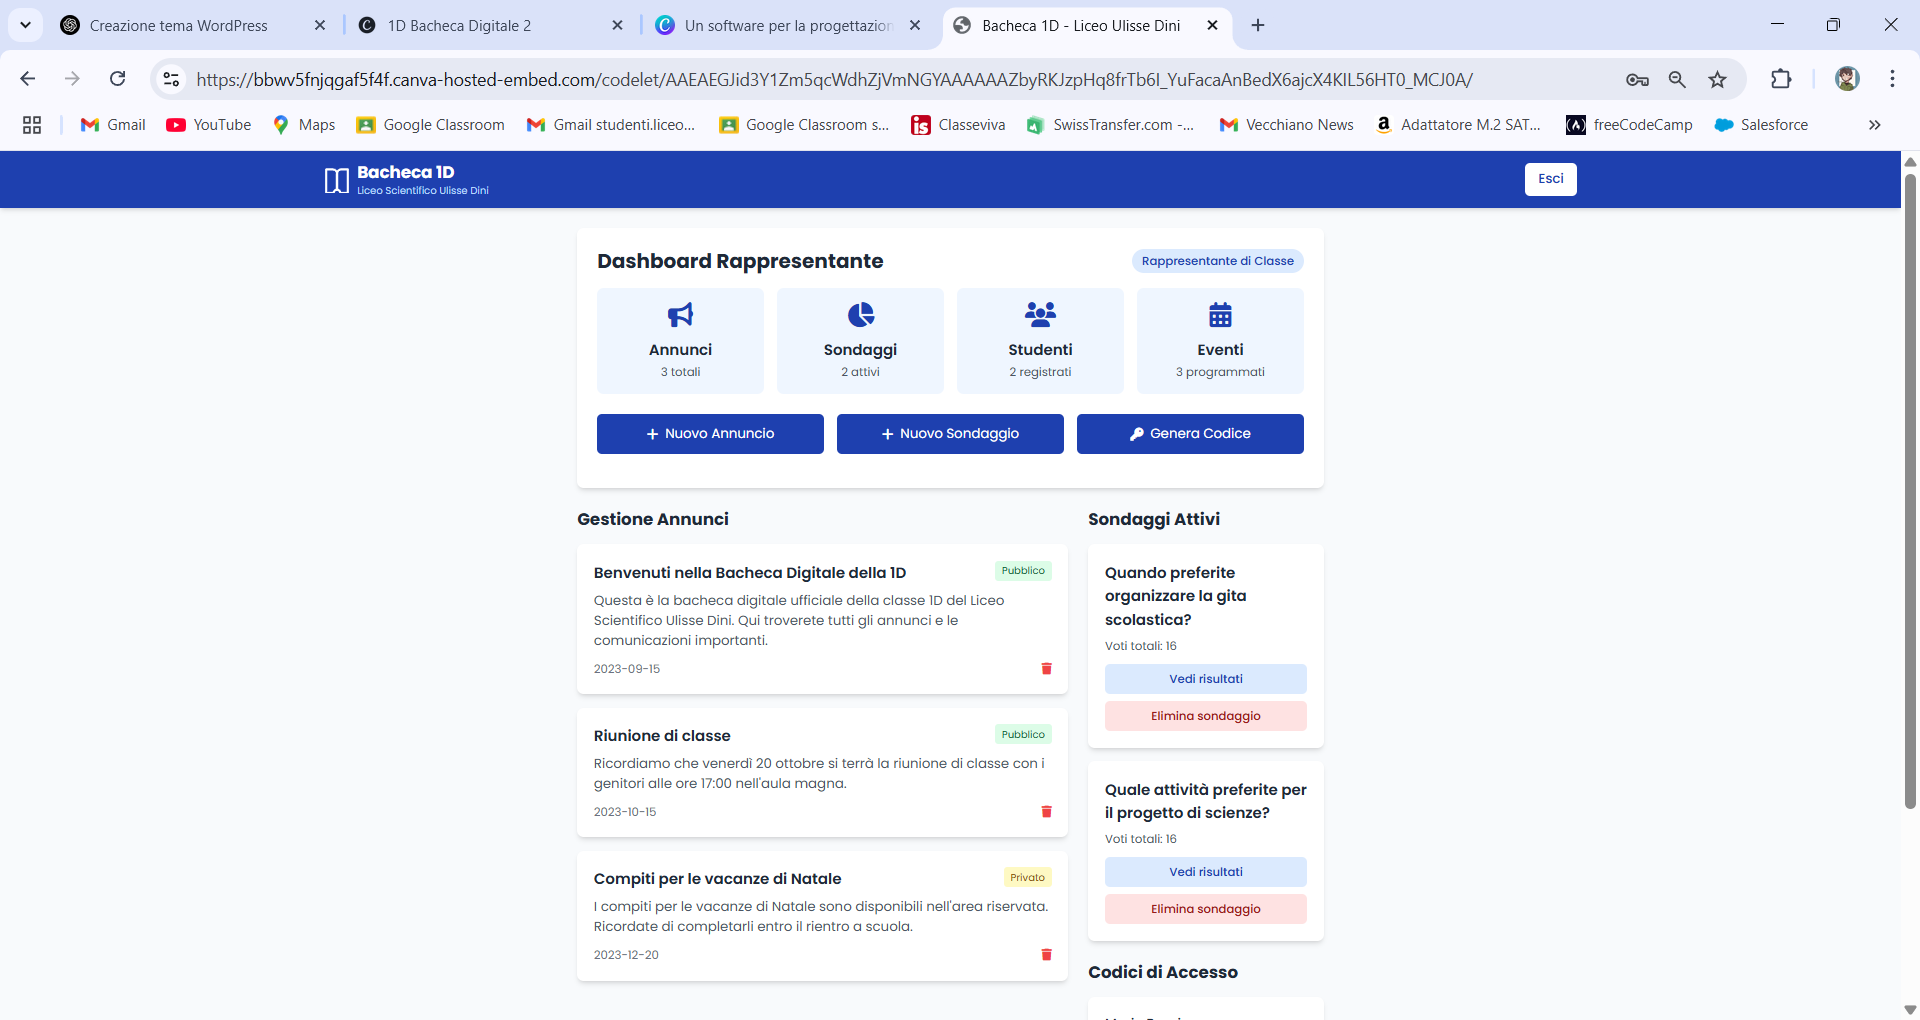 Creazione tema WordPress
1D Bacheca Digitale 2
Un software per la progettazion
Bacheca 1D - Liceo Ulisse Dini
https://bbwv5fnjqgaf5f4f.canva-hosted-embed.com/codelet/AAEAEGJid3Y1Zm5qcWdhZjVmNGYAAAAAAZbyRKJzpHq8frTb6I_YuFacaAnBedX6ajcX4KIL56HT0_MCJ0A/
Gmail
YouTube
Maps
Google Classroom
Gmail studenti.liceo...
Google Classroom s...
Classeviva
SwissTransfer.com -...
Vecchiano News
Adattatore M.2 SAT...
freeCodeCamp
Salesforce
Bacheca 1D
Liceo Scientifico Ulisse Dini
Esci
Dashboard Rappresentante
Rappresentante di Classe
Annunci
3 totali
Sondaggi
2 attivi
Studenti
2 registrati
Eventi
3 programmati
+ Nuovo Annuncio
+ Nuovo Sondaggio
Genera Codice
Gestione Annunci
Benvenuti nella Bacheca Digitale della 1D
Pubblico
Questa è la bacheca digitale ufficiale della classe 1D del Liceo
Scientifico Ulisse Dini. Qui troverete tutti gli annunci e le
comunicazioni importanti.
2023-09-15
Riunione di classe
Pubblico
Ricordiamo che venerdì 20 ottobre si terrà la riunione di classe con i
genitori alle ore 17:00 nell'aula magna.
2023-10-15
Compiti per le vacanze di Natale
Privato
I compiti per le vacanze di Natale sono disponibili nell'area riservata.
Ricordate di completarli entro il rientro a scuola.
2023-12-20
Sondaggi Attivi
Quando preferite
organizzare la gita
scolastica?
Voti totali: 16
Vedi risultati
Elimina sondaggio
Quale attività preferite per
il progetto di scienze?
Voti totali: 16
Vedi risultati
Elimina sondaggio
Codici di Accesso